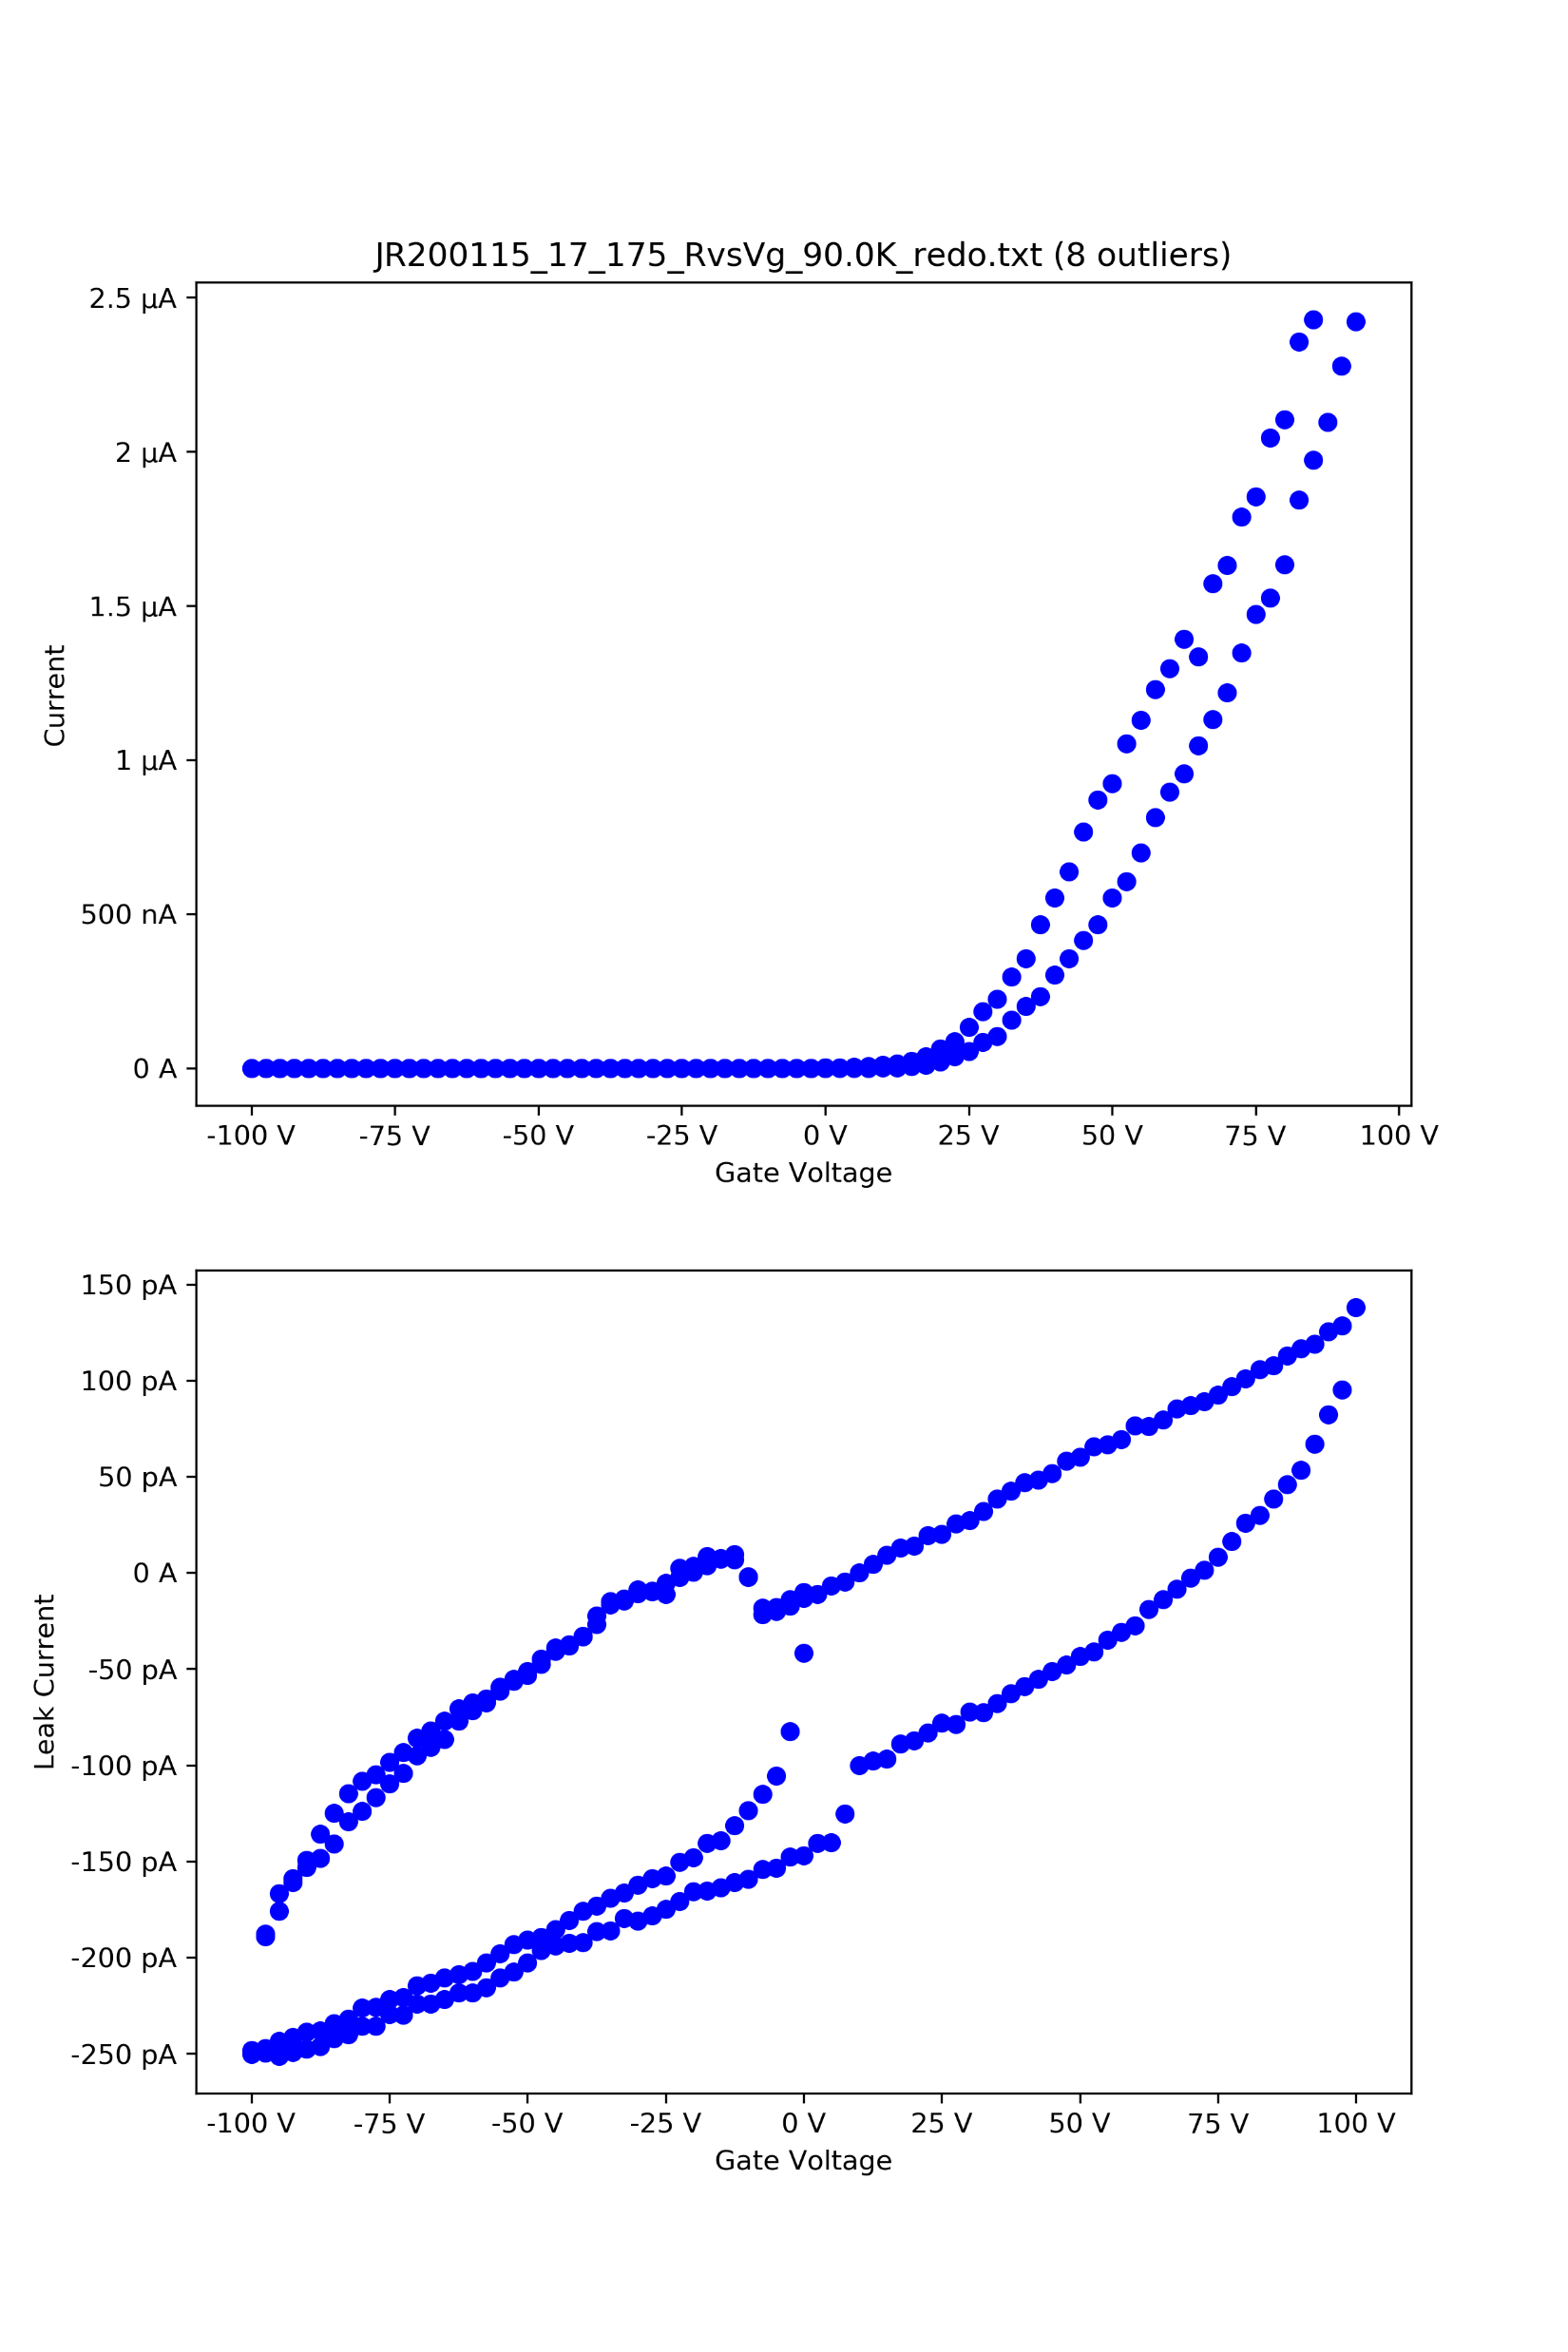 JR200115_17_175_RvsVg_90.0K_redo.txt (8 outliers)
2.5 µA
2 µA
1.5 µA
1 µA
500 nA
0 A
Current
-100 V -75 V -50 V -25 V 0 V 25 V 50 V 75 V 100 V
Gate Voltage
150 pA
100 pA
50 pA
0 A
-50 pA
-100 pA
-150 pA
-200 pA
-250 pA
Leak Current
-100 V -75 V -50 V -25 V 0 V 25 V 50 V 75 V 100 V
Gate Voltage